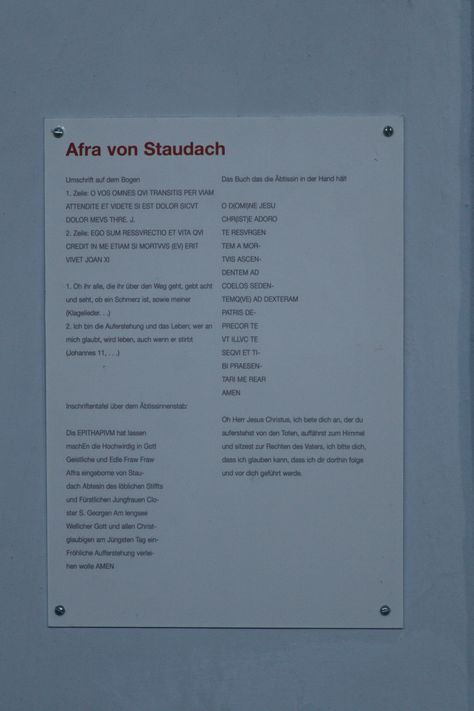 Afra von Staudach
Umschrift auf dem Bogen
1. Zeile: O VOS OMNES QVI TRANSITIS PER VIAM
ATTENDITE ET VIDETE SI EST DOLOR SICVT
DOLOR MEVS THRE. J.
2. Zeile: EGO SUM RESSVRECTIO ET VITA QVI
CREDIT IN ME ETIAM SI MORTVVS (EV) ERIT
VIVET JOAN XI
1. Oh ihr alle, die ihr über den Weg geht, gebt acht
und seht, ob ein Schmerz ist, sowie meiner
(Klagelieder. . .)
2. Ich bin die Auferstehung und das Leben; wer an
mich glaubt, wird leben, auch wenn er stirbt
(Johannes 11, . . .)
Inschriftentafel über dem Äbtissinnenstab:
Die EPITHAPIVM hat lassen
machEn die Hochwirdig in Gott
Geistliche und Edle Fraw Fraw
Affra eingeborne von Stau-
dach Abtesin des löblichen Stiffts
und Fürstlichen Jungfrauen Clo-
ster S. Georgen Am lengsee
Wellicher Gott und allen Christ-
glaubigen am Jüngsten Tag ein-
Fröhliche Aufferstehung verlei-
hen wolle AMEN
Das Buch das die Äbtissin in der Hand hält
O D(OMI)NE JESU
CHR(IST)E ADORO
TE RESVRGEN
TEM A MOR-
TVIS ASCEN-
DENTEM AD
COELOS SEDEN-
TEMQ(VE) AD DEXTERAM
PATRIS DE-
PRECOR TE
VT ILLVC TE
SEQVI ET TI-
BI PRAESEN-
TARI ME REAR
AMEN
Oh Herr Jesus Christus, ich bete dich an, der du
auferstehst von den Toten, auffährst zum Himmel
und sitzest zur Rechten des Vaters, ich bitte dich,
dass ich glauben kann, dass ich dir dorthin folge
und vor dich geführt werde.